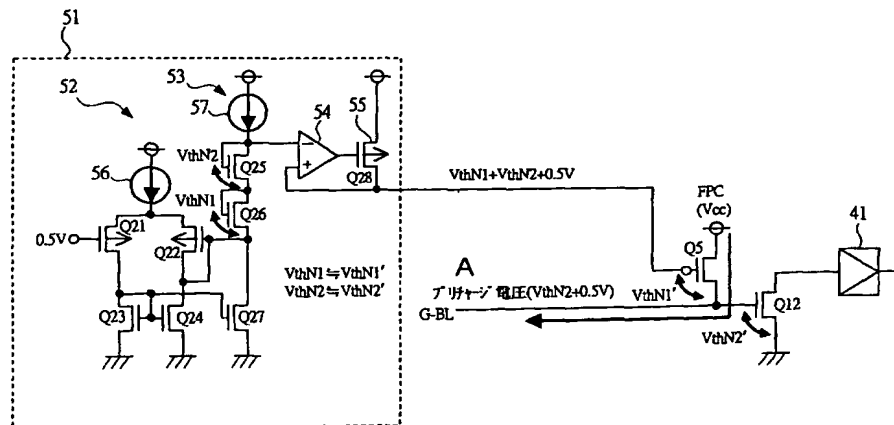 51
53
52
57
54
55
VthN2
Q25
VthN1
Q26
Q28
VthN1+VthN2+0.5V
56
Q21
0.5V
Q22
FPC
(Vcc)
41
Q5
VthN1≒VthN1'
VthN2≒VthN2'
A
プリチャージ電圧(VthN2+0.5V)
VthN1'
G-BL
Q12
VthN2'
Q23
Q24
Q27